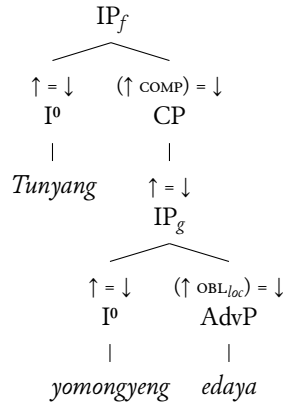 IP𝑓
↑ = ↓ (↑ COMP) = ↓
I⁰ CP
Tunyang ↑ = ↓
IP𝑔
↑ = ↓ (↑ OBL𝑙𝑜𝑐) = ↓
I⁰ AdvP
yomongyeng edaya